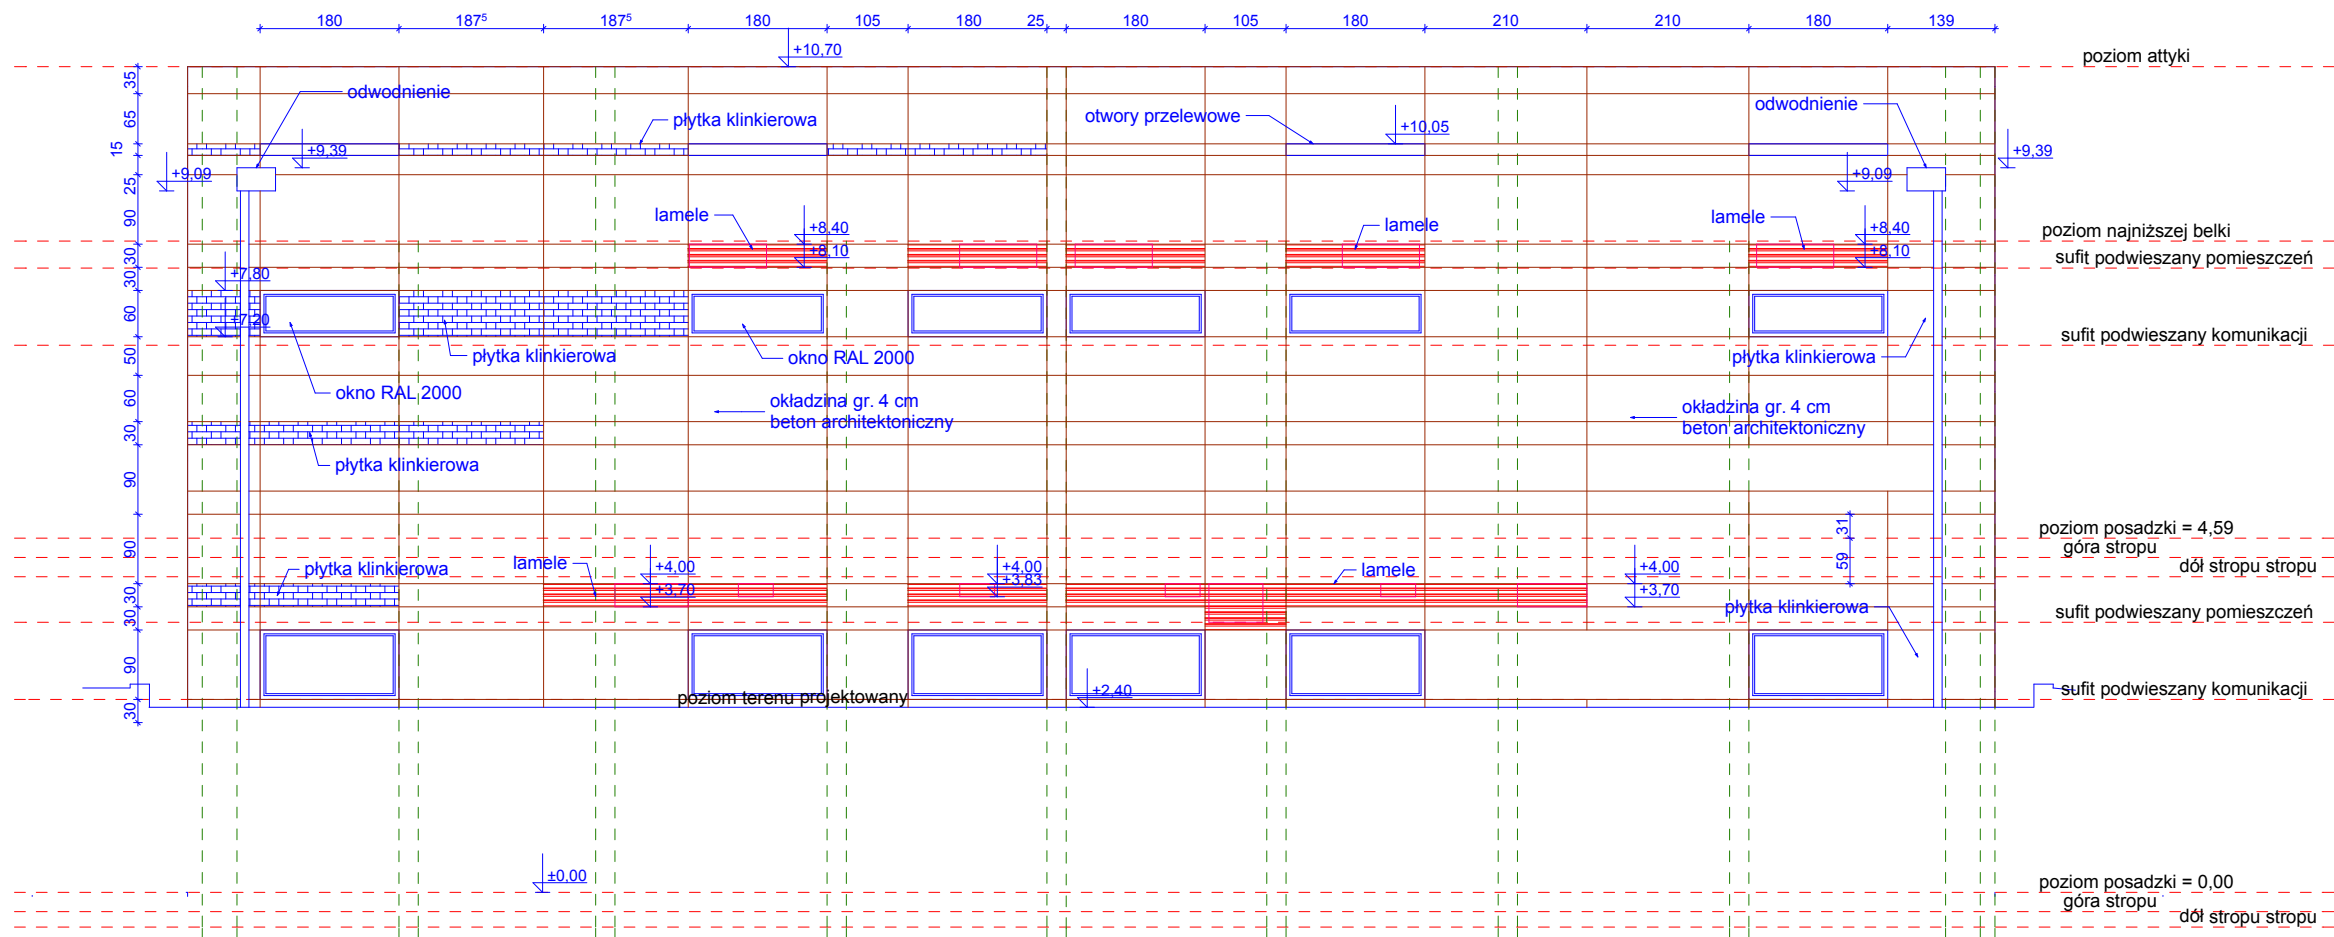 180 187⁵ 187⁵ 180 105 180 25 180 105 180 210 210 180 139
+10,70
poziom attyki
35
odwodnienie
odwodnienie
65
płytka klinkierowa
otwory przelewowe
+10,05
15
+9,39
+9,39
+9,09
+9,09
25
90
lamele
lamele
lamele
+8,40
+8,40
poziom najniższej belki
+8,10
+8,10
30
sufit podwieszany pomieszczeń
30
+7,80
60
+7,20
sufit podwieszany komunikacji
50
płytka klinkierowa
okno RAL 2000
płytka klinkierowa
okno RAL 2000
60
okładzina gr. 4 cm
beton architektoniczny
okładzina gr. 4 cm
beton architektoniczny
30
płytka klinkierowa
90
31
poziom posadzki = 4,59
90
góra stropu
59
dół stropu stropu
płytka klinkierowa
lamele
+4,00
+4,00
lamele
+4,00
+3,83
30
+3,70
+3,70
30
płytka klinkierowa
sufit podwieszany pomieszczeń
90
+2,40
sufit podwieszany komunikacji
poziom terenu projektowany
30
±0,00
poziom posadzki = 0,00
góra stropu
dół stropu stropu